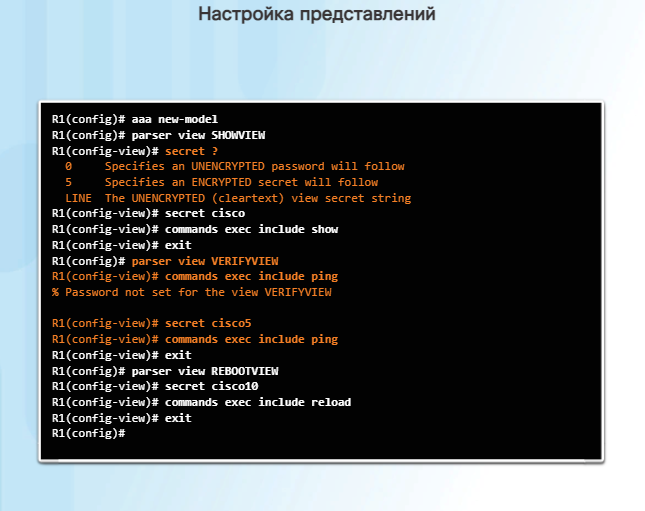 Настройка представлений
R1(config)# aaa new-model
R1(config)# parser view SHOWVIEW
R1(config-view)# secret ?
  0     Specifies an UNENCRYPTED password will follow
  5     Specifies an ENCRYPTED secret will follow
  LINE  The UNENCRYPTED (cleartext) view secret string
R1(config-view)# secret cisco
R1(config-view)# commands exec include show
R1(config-view)# exit
R1(config)# parser view VERIFYVIEW
R1(config-view)# commands exec include ping
% Password not set for the view VERIFYVIEW
R1(config-view)# secret cisco5
R1(config-view)# commands exec include ping
R1(config-view)# exit
R1(config)# parser view REBOOTVIEW
R1(config-view)# secret cisco10
R1(config-view)# commands exec include reload
R1(config-view)# exit
R1(config)#